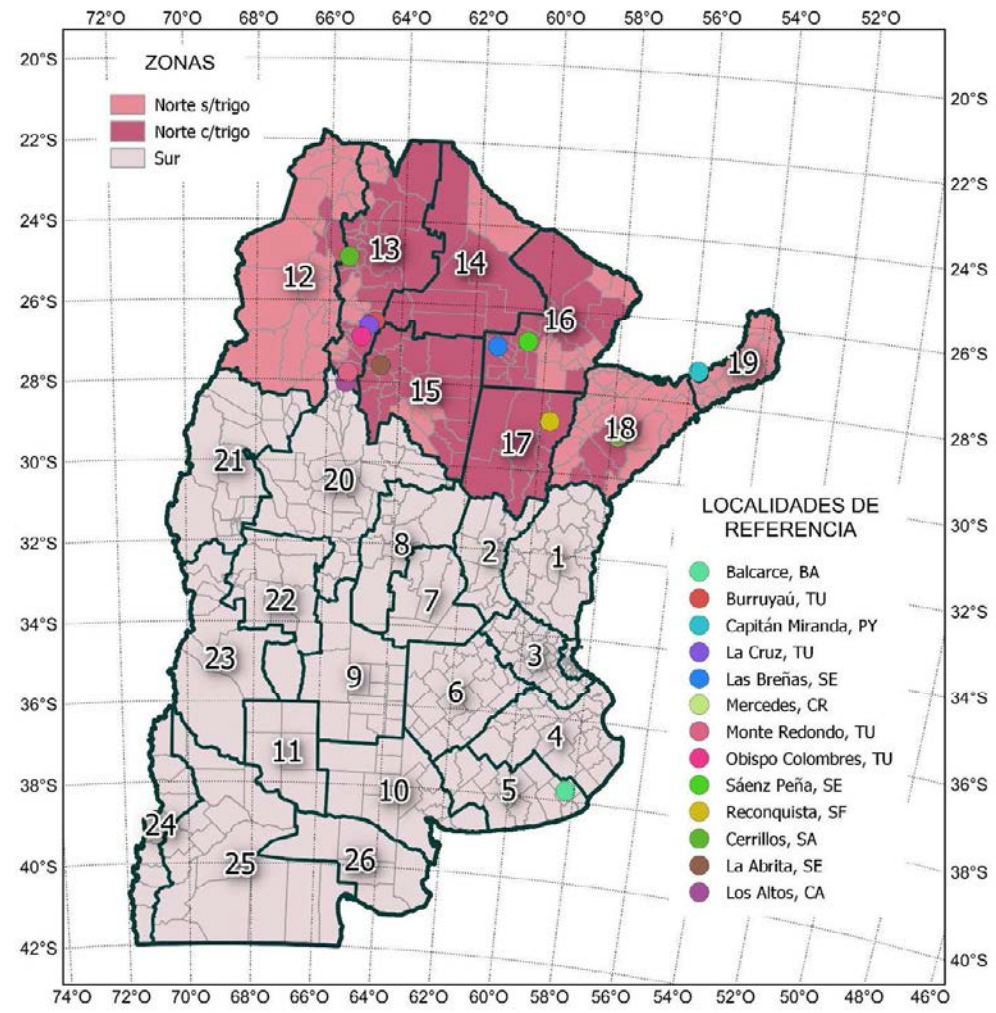 72°O 70°O 68°O 66°O 64°O 62°O 60°O 58°O 56°O 54°O 52°O
ZONAS
Norte s/trigo
Norte c/trigo
Sur
20°S
22°S
24°S
26°S
28°S
30°S
32°S
34°S
36°S
38°S
40°S
42°S
20°S
22°S
24°S
26°S
28°S
30°S
32°S
34°S
36°S
38°S
40°S
12
13
14
16
19
15
18
17
21
20
8
2
1
7
22
3
23
9
6
4
11
10
5
24
25
26
LOCALIDADES DE
REFERENCIA
Balcarce, BA
Burruyaú, TU
Capitán Miranda, PY
La Cruz, TU
Las Breñas, SE
Mercedes, CR
Monte Redondo, TU
Obispo Colombres, TU
Sáenz Peña, SE
Reconquista, SF
Cerrillos, SA
La Abrita, SE
Los Altos, CA
74°O 72°O 70°O 68°O 66°O 64°O 62°O 60°O 58°O 56°O 54°O 52°O 50°O 48°O 46°O